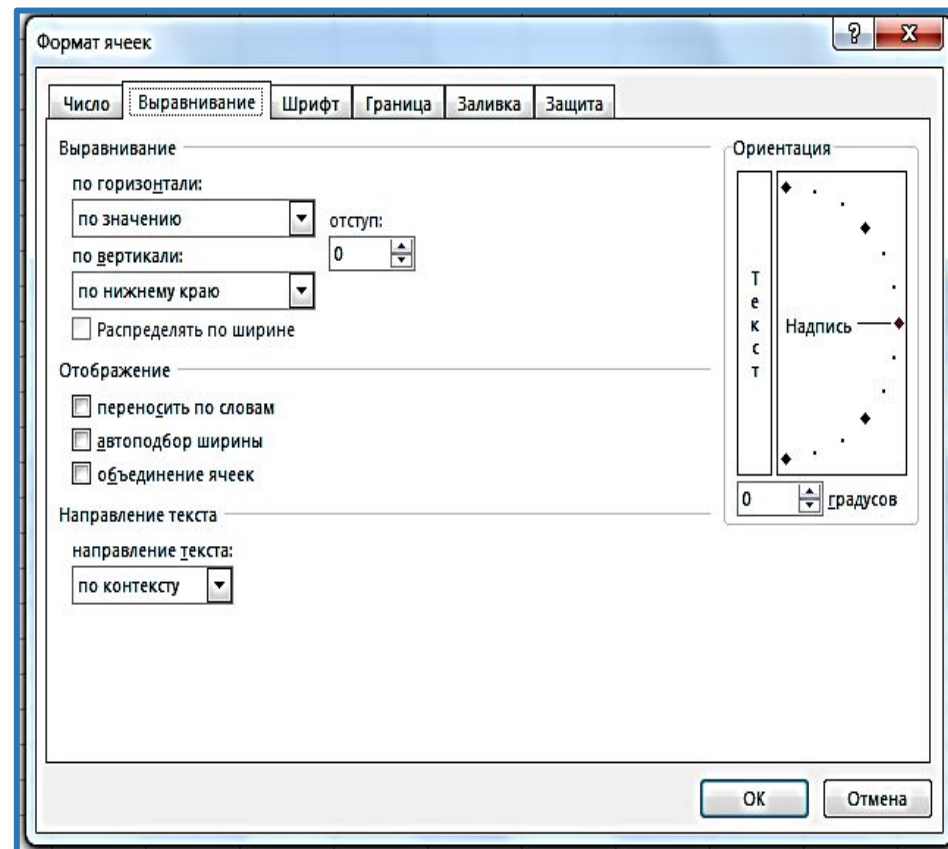 Формат ячеек
Число Выравнивание Шрифт Граница Заливка Защита
Выравнивание
по горизонтали:
по значению
отступ:
0
по вертикали:
по нижнему краю
Распределять по ширине
Отображение
переносить по словам
автоподбор ширины
объединение ячеек
Направление текста
направление текста:
по контексту
Ориентация
Текст
Надпись
0 градусов
ОК Отмена